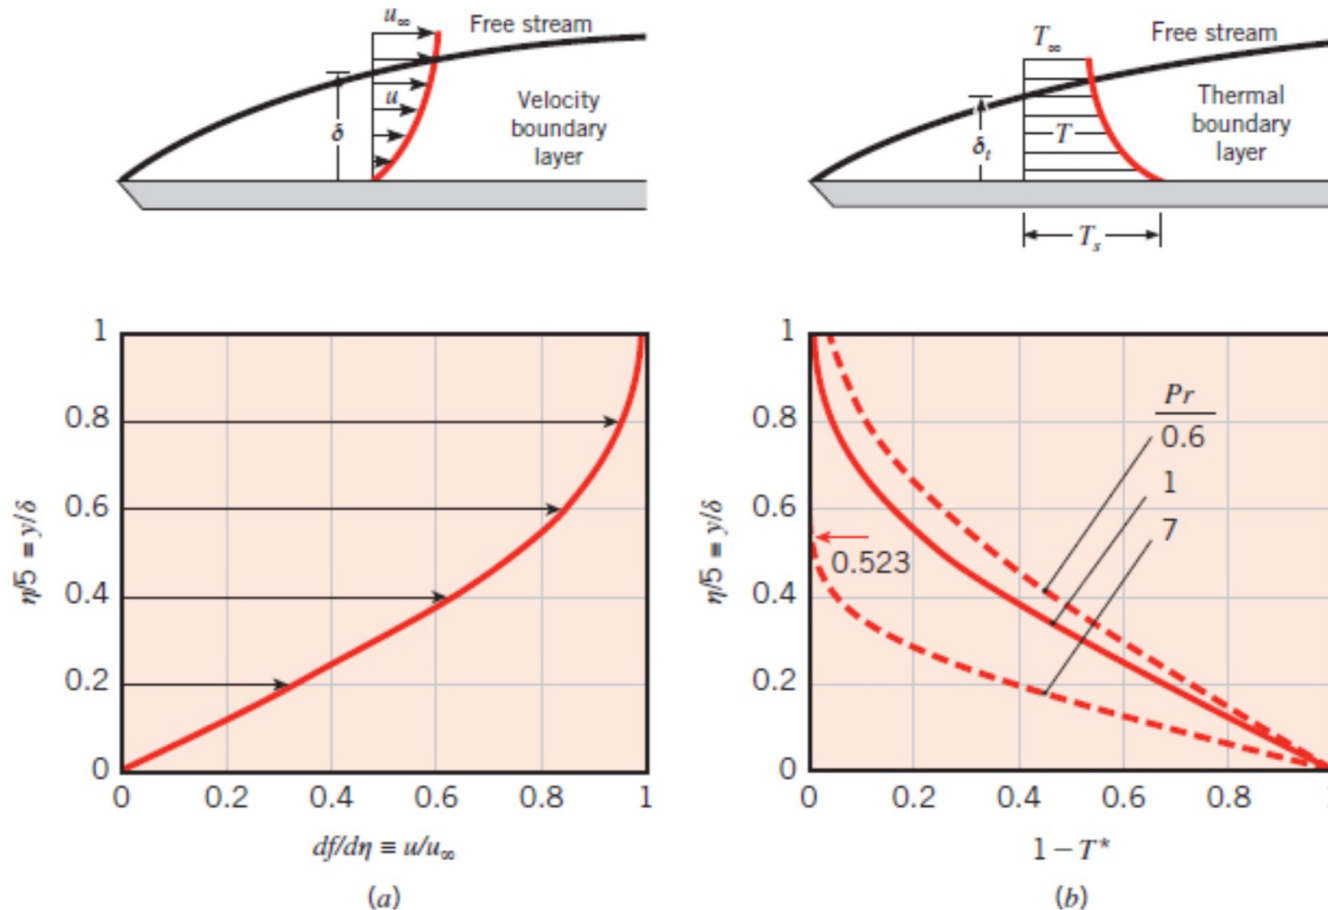 u∞
Free stream
u
δ
Velocity
boundary
layer
T∞
Free stream
T
δt
Thermal
boundary
layer
Ts
1
0.8
0.6
0.4
0.2
0
η/5 ≡ y/δ
0
0.2
0.4
0.6
0.8
1
df/dη ≡ u/u∞
(a)
1
0.8
0.6
0.4
0.2
0
η/5 ≡ y/δ
Pr
0.6
1
7
0.523
0
0.2
0.4
0.6
0.8
1 − T*
(b)